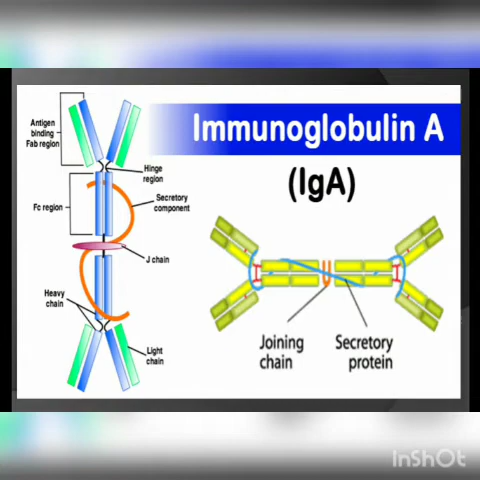 Immunoglobulin A
(IgA)
Antigen
binding
Fab region
Hinge
region
Fc region
Secretory
component
J chain
Heavy
chain
Light
chain
Joining
chain
Secretory
protein
InShOt